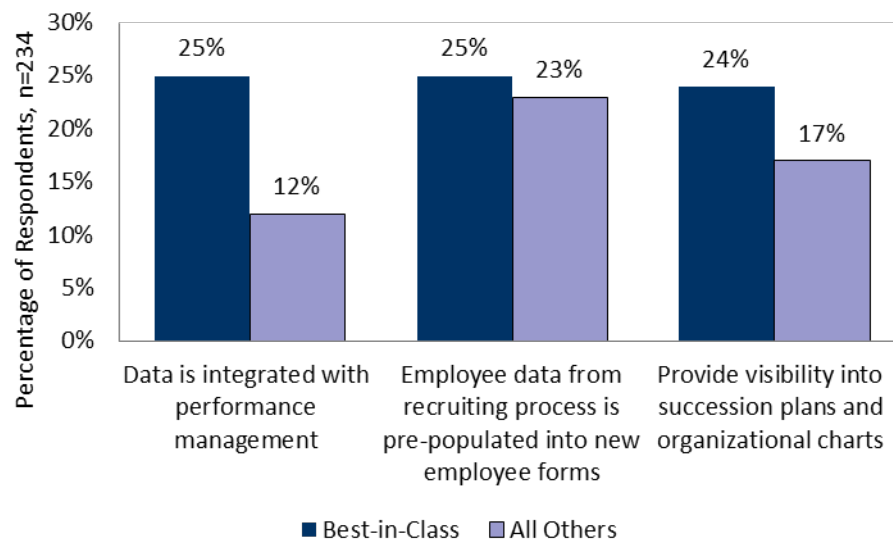 Percentage of Respondents, n=234
30%
25%
20%
15%
10%
5%
0%
25%
12%
25%
23%
24%
17%
Data is integrated with
performance
management
Employee data from
recruiting process is
pre-populated into new
employee forms
Provide visibility into
succession plans and
organizational charts
Best-in-Class
All Others